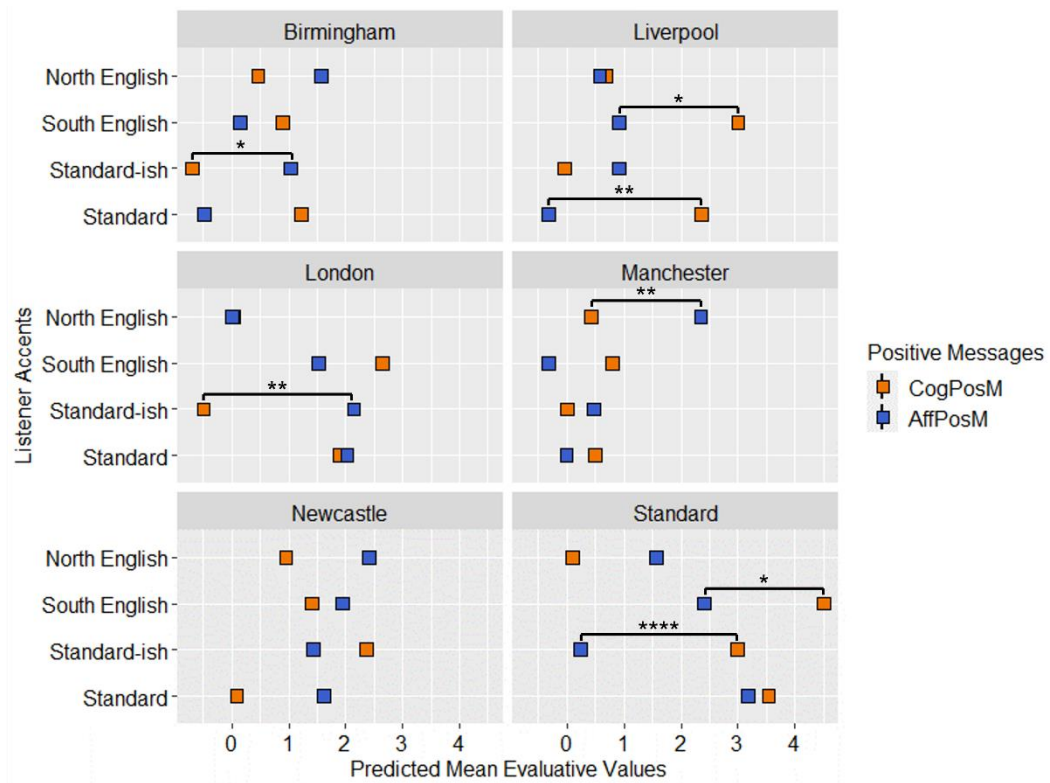 Birmingham
Liverpool
North English
South English
Standard-ish
Standard
*
*
**
London
Manchester
Listener Accents
North English
South English
Standard-ish
Standard
**
**
Positive Messages
CogPosM
AffPosM
Newcastle
Standard
North English
South English
Standard-ish
Standard
*
****
0 1 2 3 4
0 1 2 3 4
Predicted Mean Evaluative Values